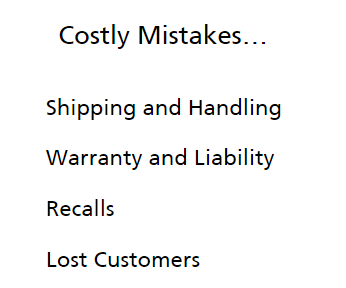 Costly Mistakes...
Shipping and Handling
Warranty and Liability
Recalls
Lost Customers